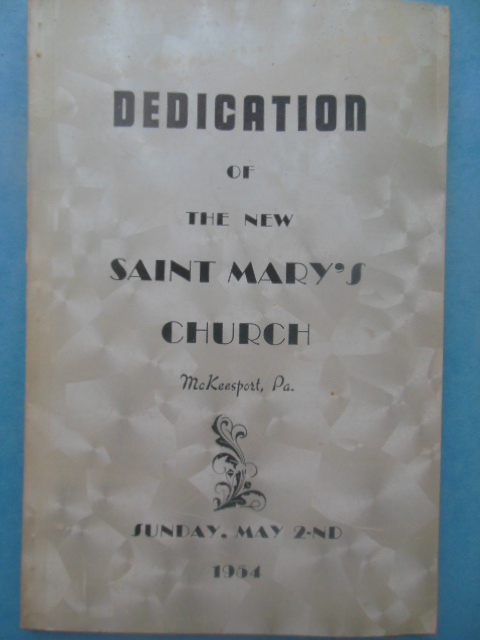 DEDICATION
OF
THE NEW
SAINT MARY'S
CHURCH
McKeesport, Pa.
SUNDAY, MAY 2-ND
1954